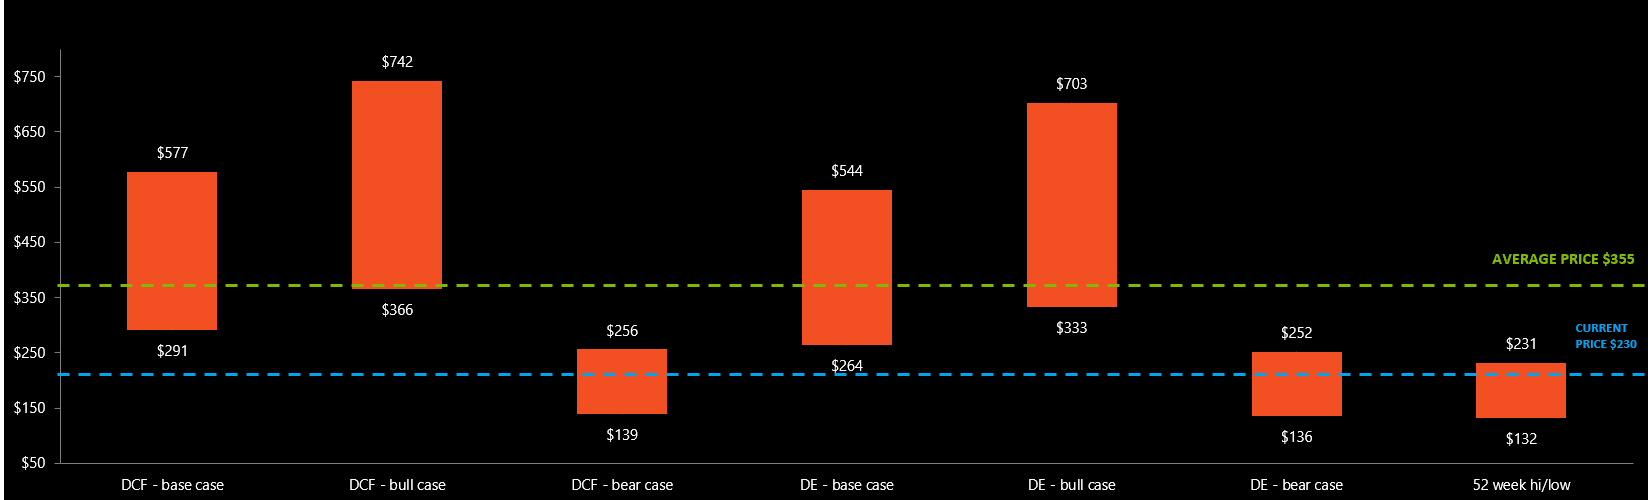 $742
$750
$703
$650
$577
$550
$544
$450
AVERAGE PRICE $355
$350
$366
$333
CURRENT
PRICE $230
$256
$252
$231
$291
$250
$264
$150
$139
$136
$132
$50
DCF - base case
DCF - bull case
DCF - bear case
DE - base case
DE - bull case
DE - bear case
52 week hi/low